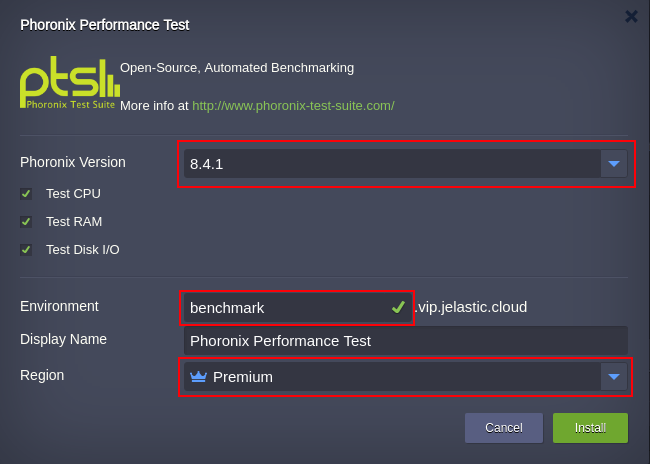 Phoronix Performance Test
ptsl
Phoronix Test Suite
Open-Source, Automated Benchmarking
More info at http://www.phoronix-test-suite.com/
Phoronix Version 8.4.1
Test CPU
Test RAM
Test Disk I/O
Environment benchmark .vip.jelastic.cloud
Display Name Phoronix Performance Test
Region Premium
Cancel Install